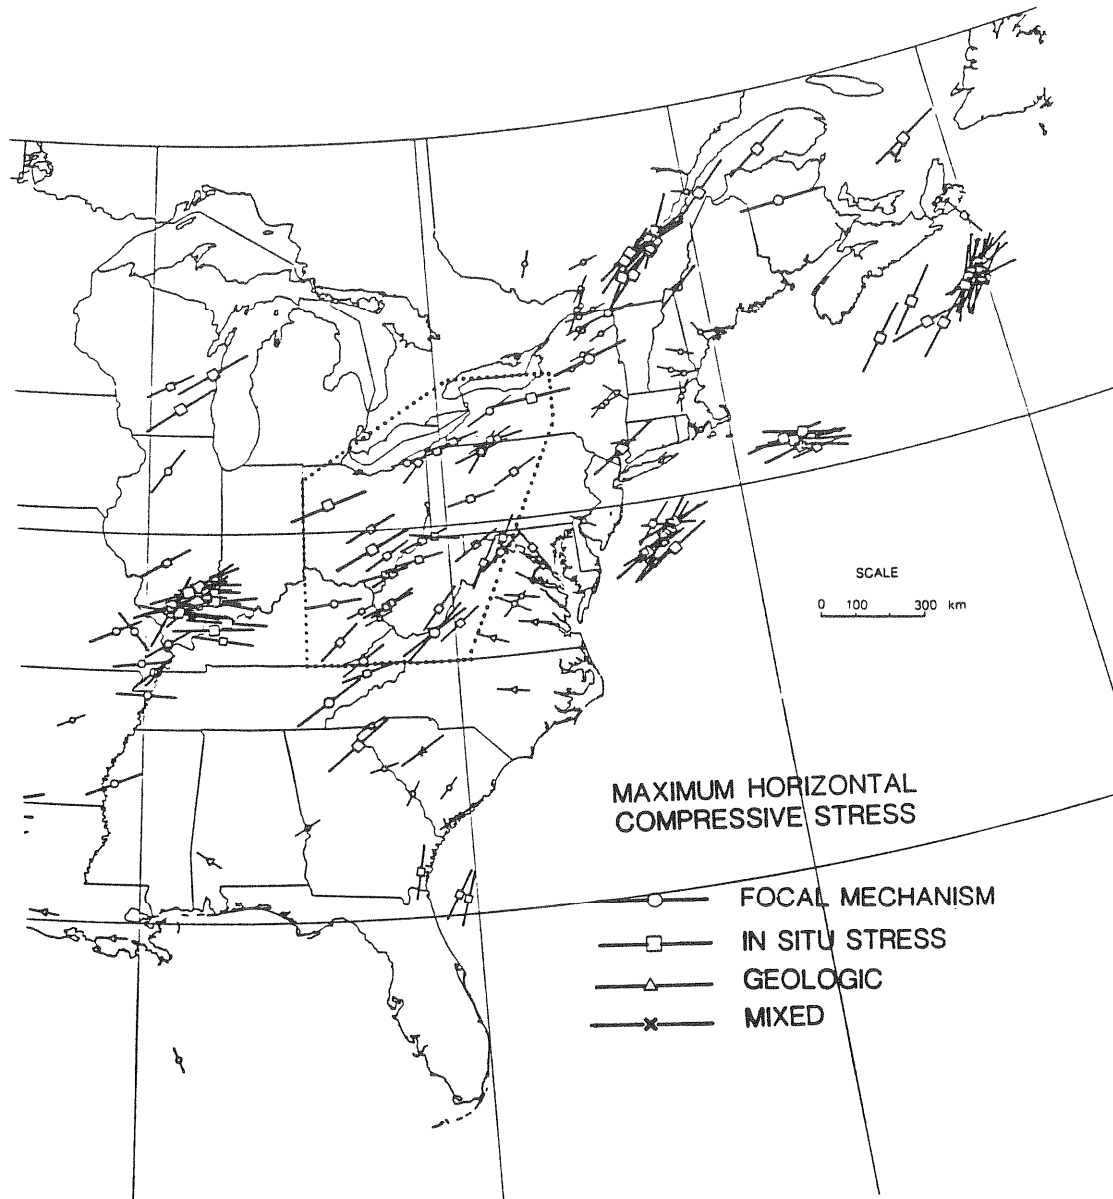 SCALE
0 100 300 km
MAXIMUM HORIZONTAL
COMPRESSIVE STRESS
FOCAL MECHANISM
IN SITU STRESS
GEOLOGIC
MIXED